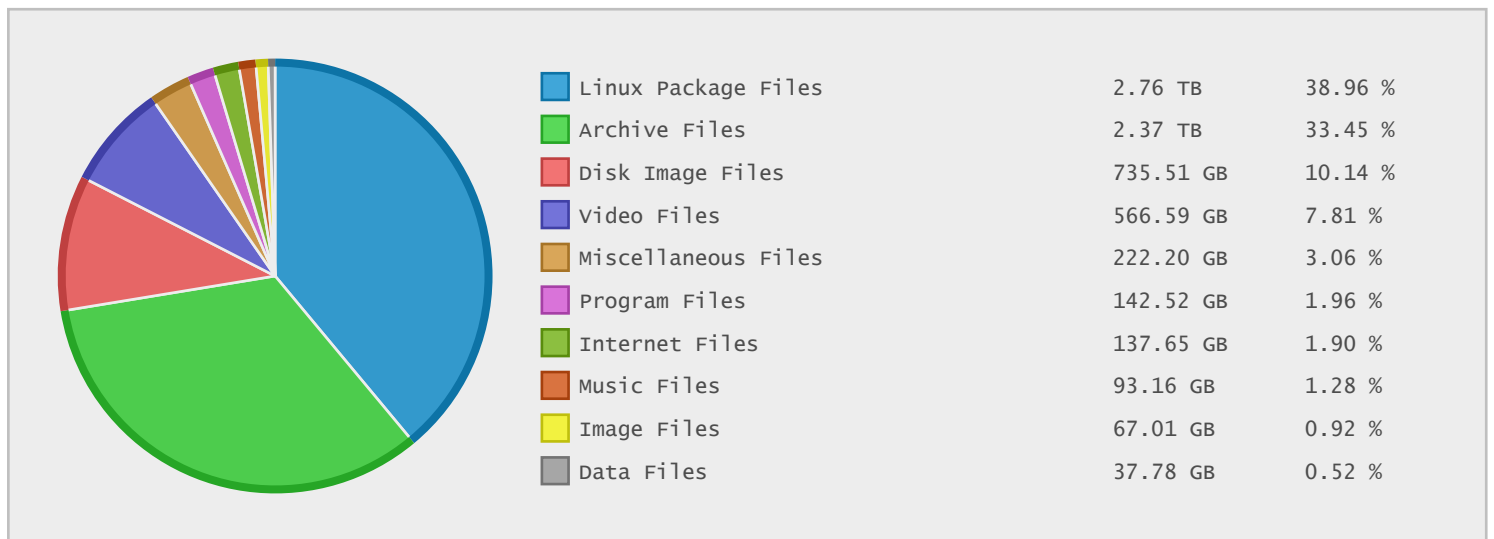 Linux Package Files 2.76 TB 38.96 %
Archive Files 2.37 TB 33.45 %
Disk Image Files 735.51 GB 10.14 %
Video Files 566.59 GB 7.81 %
Miscellaneous Files 222.20 GB 3.06 %
Program Files 142.52 GB 1.96 %
Internet Files 137.65 GB 1.90 %
Music Files 93.16 GB 1.28 %
Image Files 67.01 GB 0.92 %
Data Files 37.78 GB 0.52 %